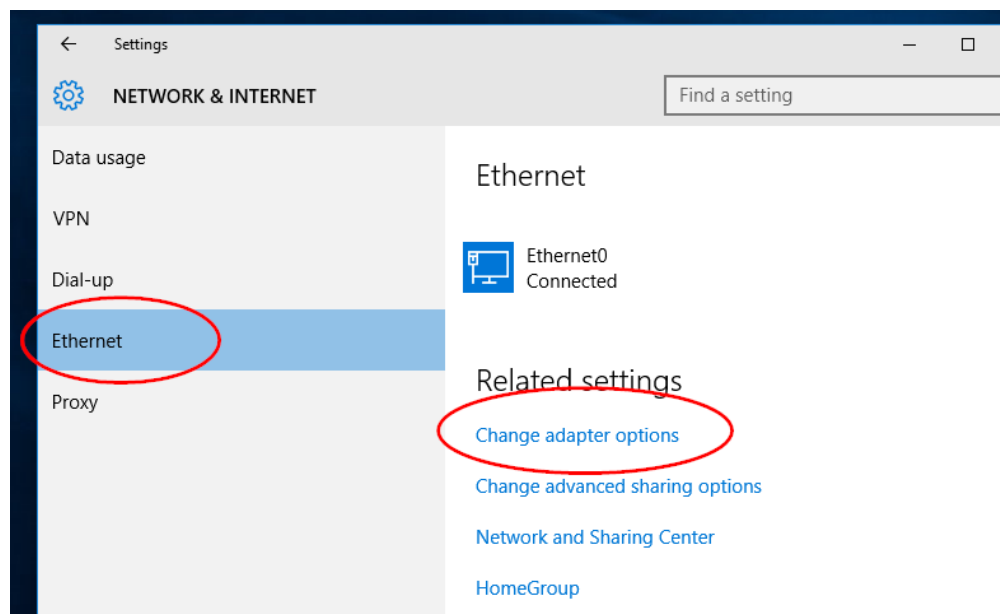 Settings
NETWORK & INTERNET
Find a setting
Data usage
VPN
Dial-up
Ethernet
Proxy
Ethernet
Ethernet0
Connected
Related settings
Change adapter options
Change advanced sharing options
Network and Sharing Center
HomeGroup